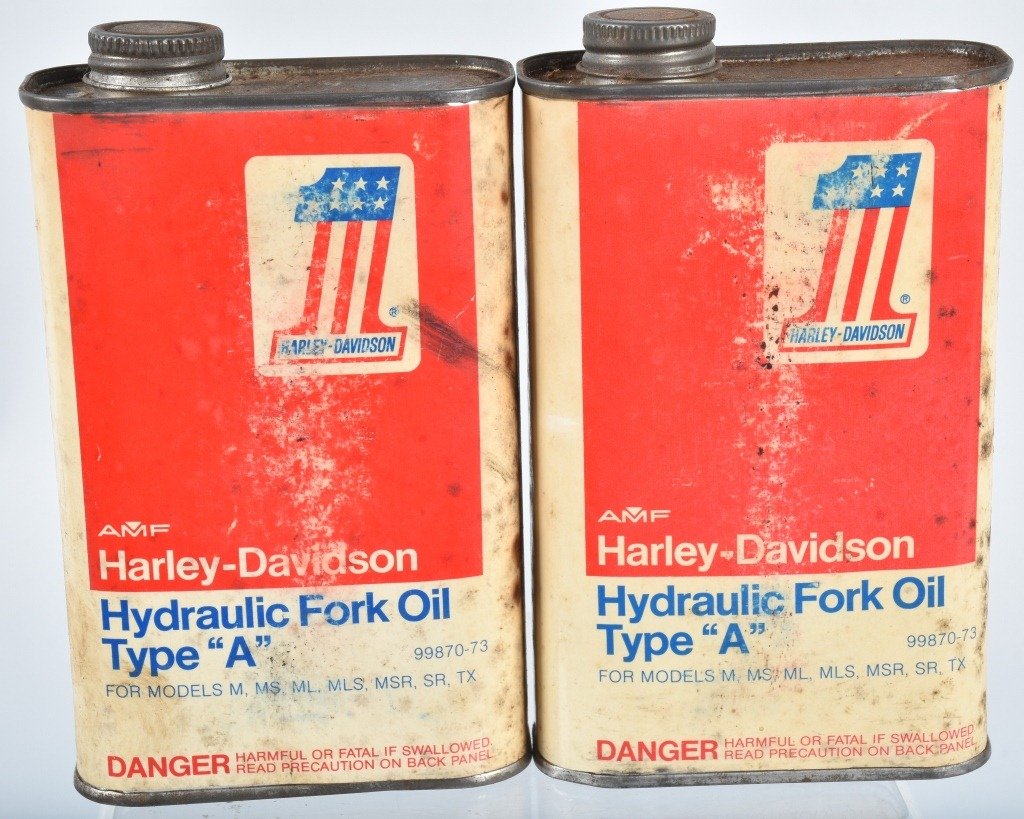 1
HARLEY-DAVIDSON
®
AMF
Harley-Davidson
Hydraulic Fork Oil
Type “A”
99870-73
FOR MODELS M, MS, ML, MLS, MSR, SR, TX
DANGER HARMFUL OR FATAL IF SWALLOWED.
READ PRECAUTION ON BACK PANEL
1
HARLEY-DAVIDSON
®
AMF
Harley-Davidson
Hydraulic Fork Oil
Type “A”
99870-73
FOR MODELS M, MS, ML, MLS, MSR, SR, TX
DANGER HARMFUL OR FATAL IF SWALLOWED.
READ PRECAUTION ON BACK PANEL